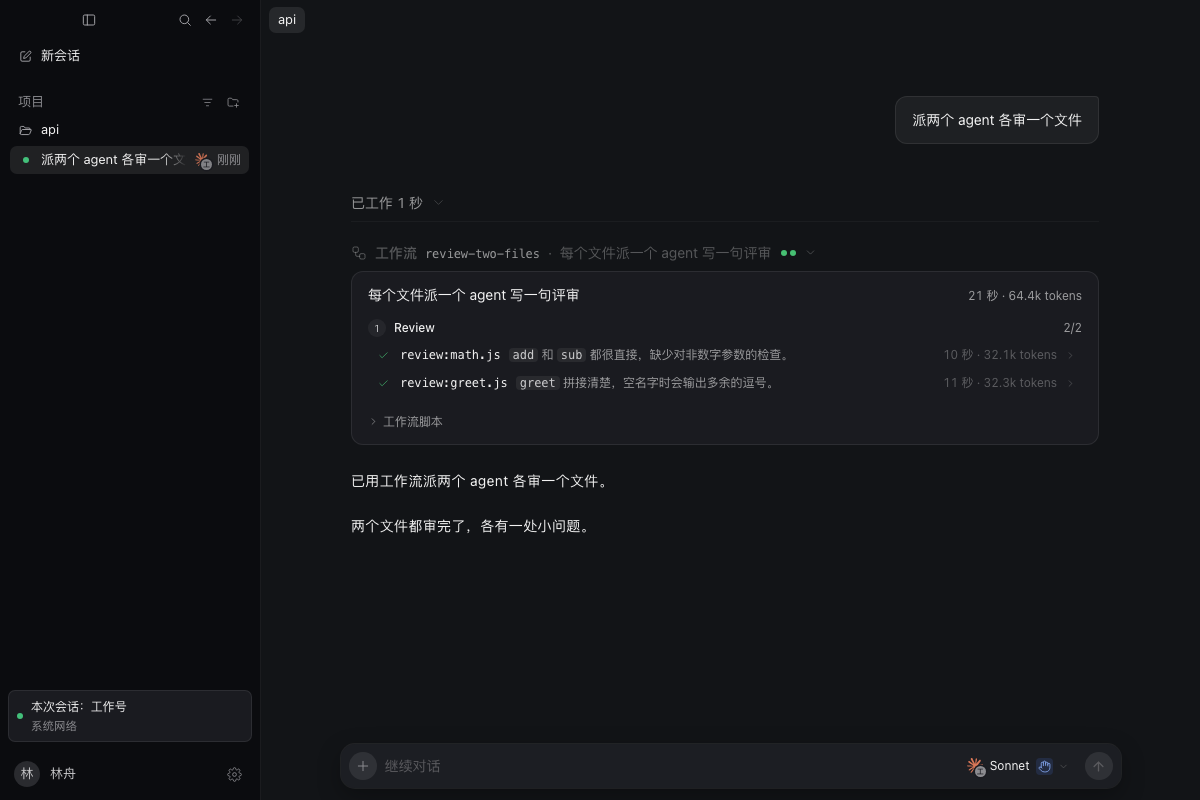 api
新会话
项目
api
派两个 agent 各审一个文 刚刚
派两个 agent 各审一个文件
已工作 1 秒
工作流 review-two-files · 每个文件派一个 agent 写一句评审
每个文件派一个 agent 写一句评审 21 秒 · 64.4k tokens
1 Review 2/2
review:math.js add 和 sub 都很直接，缺少对非数字参数的检查。 10 秒 · 32.1k tokens
review:greet.js greet 拼接清楚，空名字时会输出多余的逗号。 11 秒 · 32.3k tokens
工作流脚本
已用工作流派两个 agent 各审一个文件。
两个文件都审完了，各有一处小问题。
本次会话：工作号
系统网络
林 林舟
继续对话 Sonnet